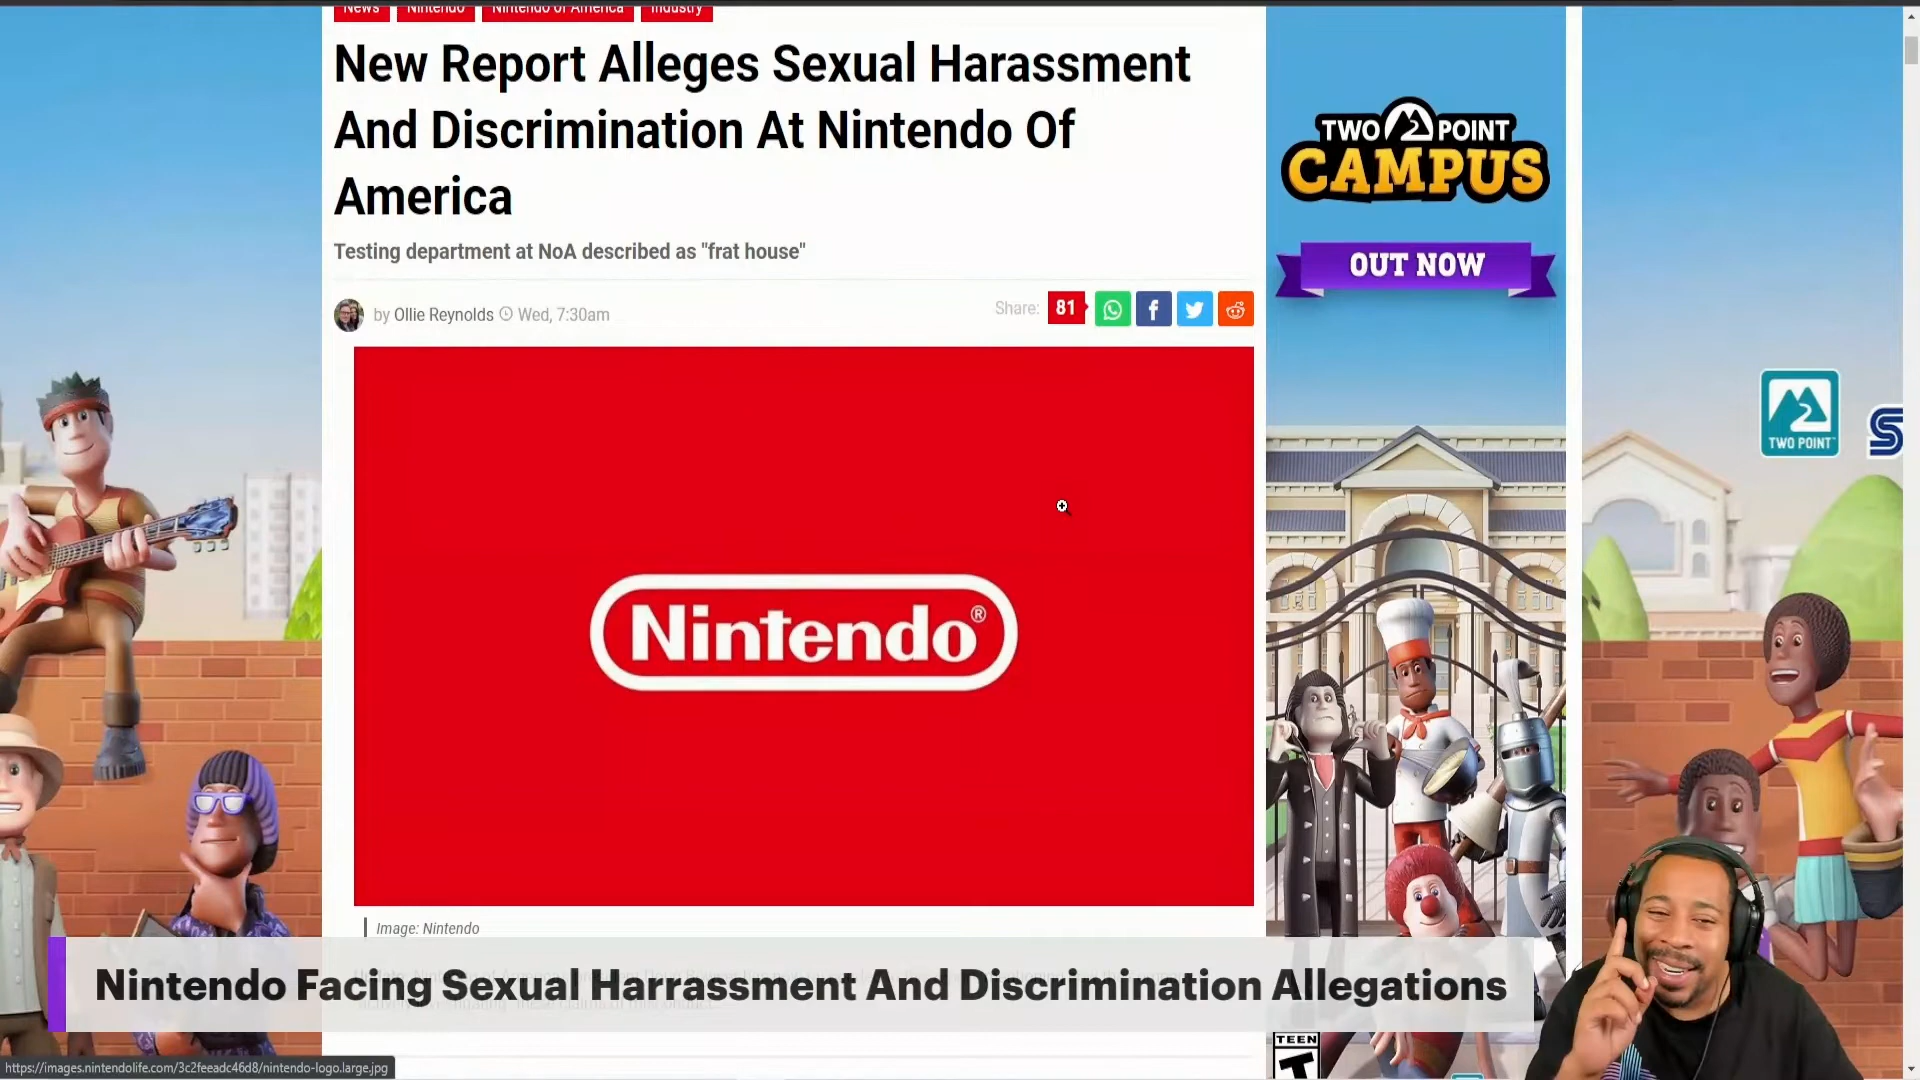 News Nintendo Nintendo of America Industry
New Report Alleges Sexual Harassment
And Discrimination At Nintendo Of
America
Testing department at NoA described as "frat house"
by Ollie Reynolds Wed, 7:30am
Share: 81
Nintendo®
Image: Nintendo
Nintendo Facing Sexual Harrassment And Discrimination Allegations
https://images.nintendolife.com/3c2feeadc46d8/nintendo-logo.large.jpg
TWO POINT
CAMPUS
OUT NOW
TWO POINT™
S
TEEN
T